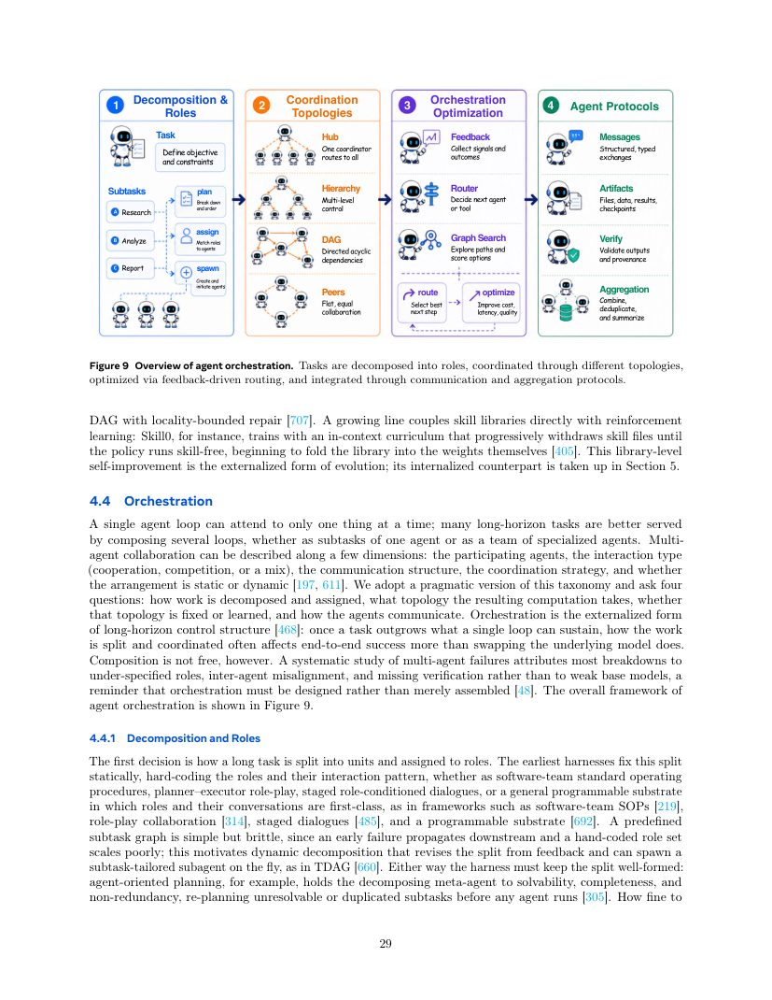 1 Decomposition & Roles
Task
Define objective
and constraints
Subtasks
A Research
B Analyze
C Report
plan
Break down
and order
assign
Match roles
to agents
spawn
Create and
initiate agents
2 Coordination Topologies
Hub
One coordinator
routes to all
Hierarchy
Multi-level
control
DAG
Directed acyclic
dependencies
Peers
Flat, equal
collaboration
3 Orchestration Optimization
Feedback
Collect signals and
outcomes
Router
Decide next agent
or tool
Graph Search
Explore paths and
score options
route
Select best
next step
optimize
Improve cost,
latency, quality
4 Agent Protocols
Messages
Structured, typed
exchanges
Artifacts
Files, data, results,
checkpoints
Verify
Validate outputs
and provenance
Aggregation
Combine,
deduplicate,
and summarize
Figure 9 Overview of agent orchestration. Tasks are decomposed into roles, coordinated through different topologies,
optimized via feedback-driven routing, and integrated through communication and aggregation protocols.
DAG with locality-bounded repair [707]. A growing line couples skill libraries directly with reinforcement
learning: Skill0, for instance, trains with an in-context curriculum that progressively withdraws skill files until
the policy runs skill-free, beginning to fold the library into the weights themselves [405]. This library-level
self-improvement is the externalized form of evolution; its internalized counterpart is taken up in Section 5.
4.4 Orchestration
A single agent loop can attend to only one thing at a time; many long-horizon tasks are better served
by composing several loops, whether as subtasks of one agent or as a team of specialized agents. Multi-
agent collaboration can be described along a few dimensions: the participating agents, the interaction type
(cooperation, competition, or a mix), the communication structure, the coordination strategy, and whether
the arrangement is static or dynamic [197, 611]. We adopt a pragmatic version of this taxonomy and ask four
questions: how work is decomposed and assigned, what topology the resulting computation takes, whether
that topology is fixed or learned, and how the agents communicate. Orchestration is the externalized form
of long-horizon control structure [468]: once a task outgrows what a single loop can sustain, how the work
is split and coordinated often affects end-to-end success more than swapping the underlying model does.
Composition is not free, however. A systematic study of multi-agent failures attributes most breakdowns to
under-specified roles, inter-agent misalignment, and missing verification rather than to weak base models, a
reminder that orchestration must be designed rather than merely assembled [48]. The overall framework of
agent orchestration is shown in Figure 9.
4.4.1 Decomposition and Roles
The first decision is how a long task is split into units and assigned to roles. The earliest harnesses fix this split
statically, hard-coding the roles and their interaction pattern, whether as software-team standard operating
procedures, planner–executor role-play, staged role-conditioned dialogues, or a general programmable substrate
in which roles and their conversations are first-class, as in frameworks such as software-team SOPs [219],
role-play collaboration [314], staged dialogues [485], and a programmable substrate [692]. A predefined
subtask graph is simple but brittle, since an early failure propagates downstream and a hand-coded role set
scales poorly; this motivates dynamic decomposition that revises the split from feedback and can spawn a
subtask-tailored subagent on the fly, as in TDAG [660]. Either way the harness must keep the split well-formed:
agent-oriented planning, for example, holds the decomposing meta-agent to solvability, completeness, and
non-redundancy, re-planning unresolvable or duplicated subtasks before any agent runs [305]. How fine to
29